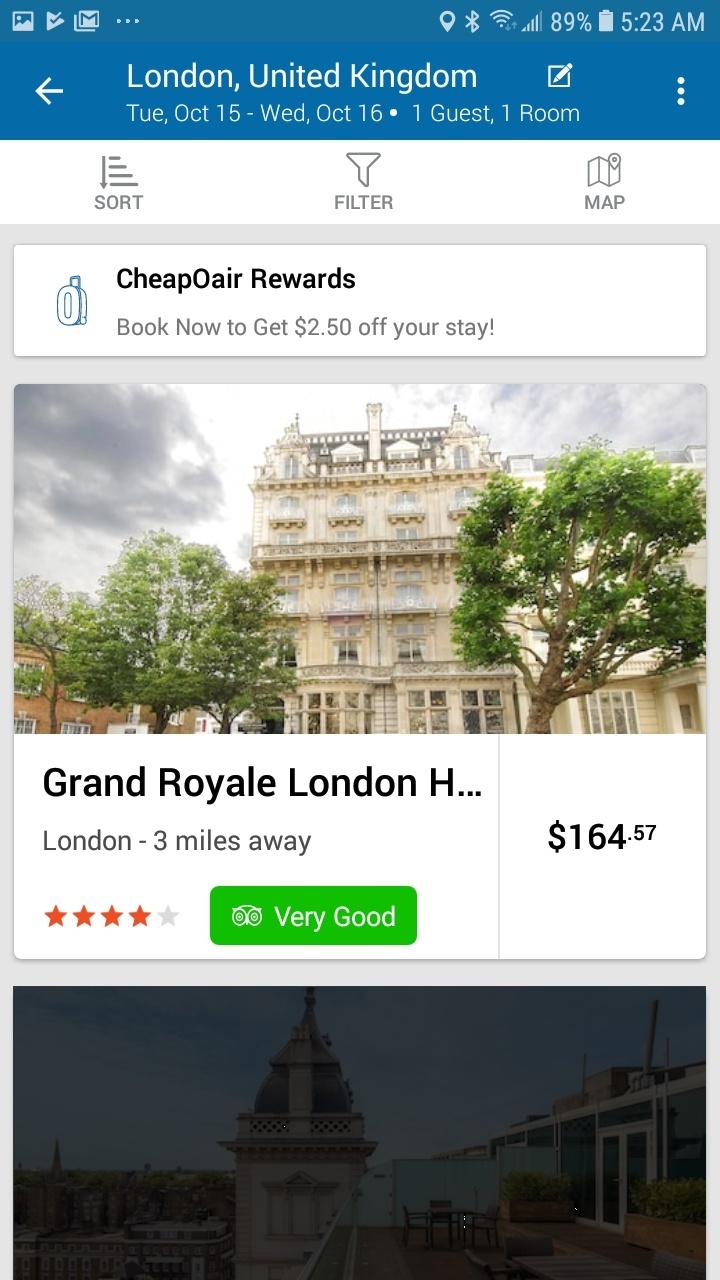 89% 5:23 AM
London, United Kingdom
Tue, Oct 15 - Wed, Oct 16 • 1 Guest, 1 Room
SORT FILTER MAP
CheapOair Rewards
Book Now to Get $2.50 off your stay!
Grand Royale London H...
London - 3 miles away
$164.57
Very Good